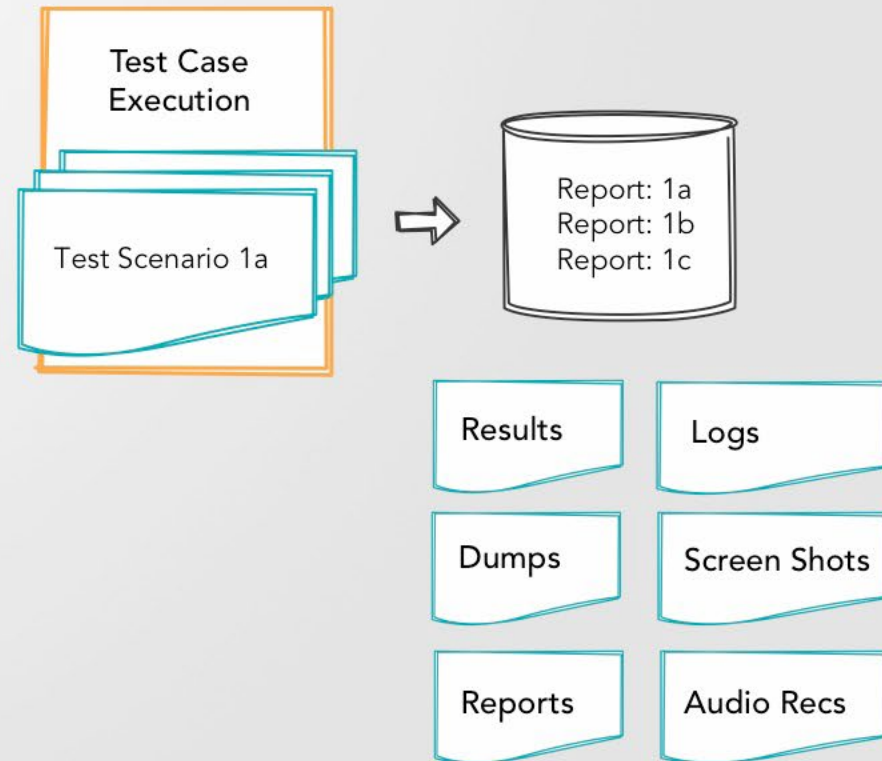 Test Case
Execution
Test Scenario 1a
Report: 1a
Report: 1b
Report: 1c
Results
Logs
Dumps
Screen Shots
Reports
Audio Recs